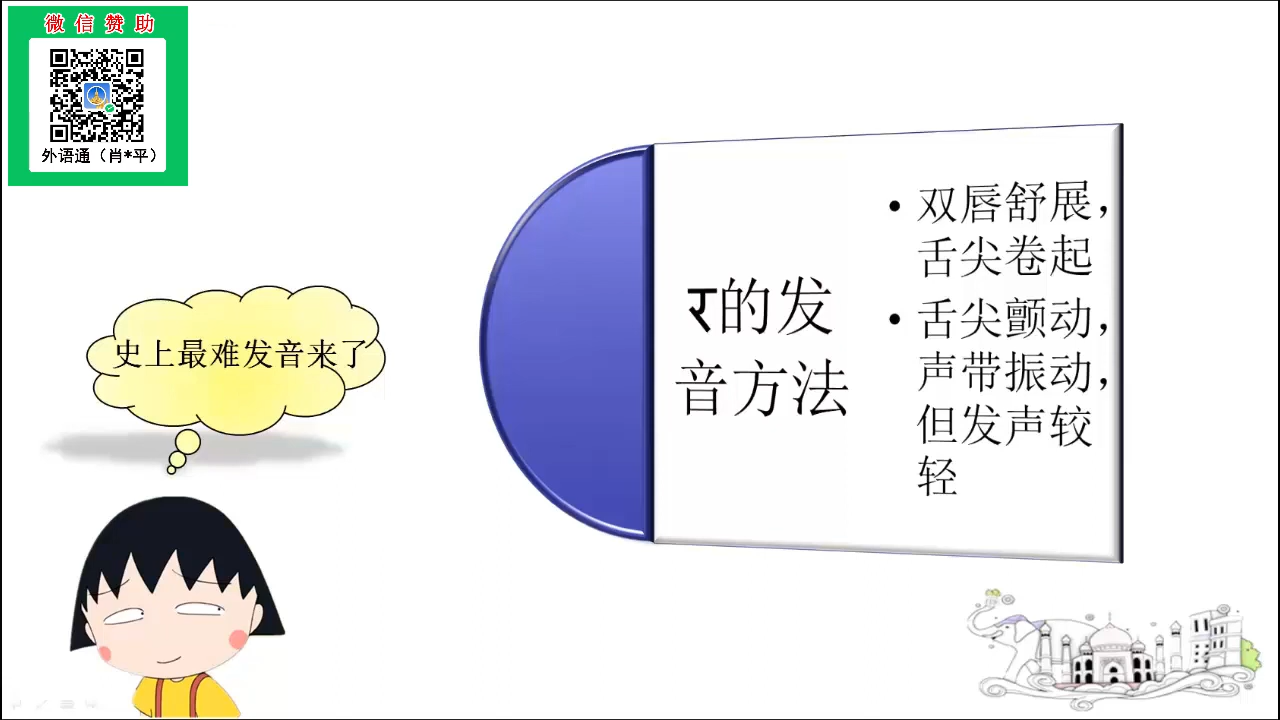 微信赞助
外语通（肖*平）
史上最难发音来了
र的发
音方法
• 双唇舒展，
舌尖卷起
• 舌尖颤动，
声带振动，
但发声较
轻